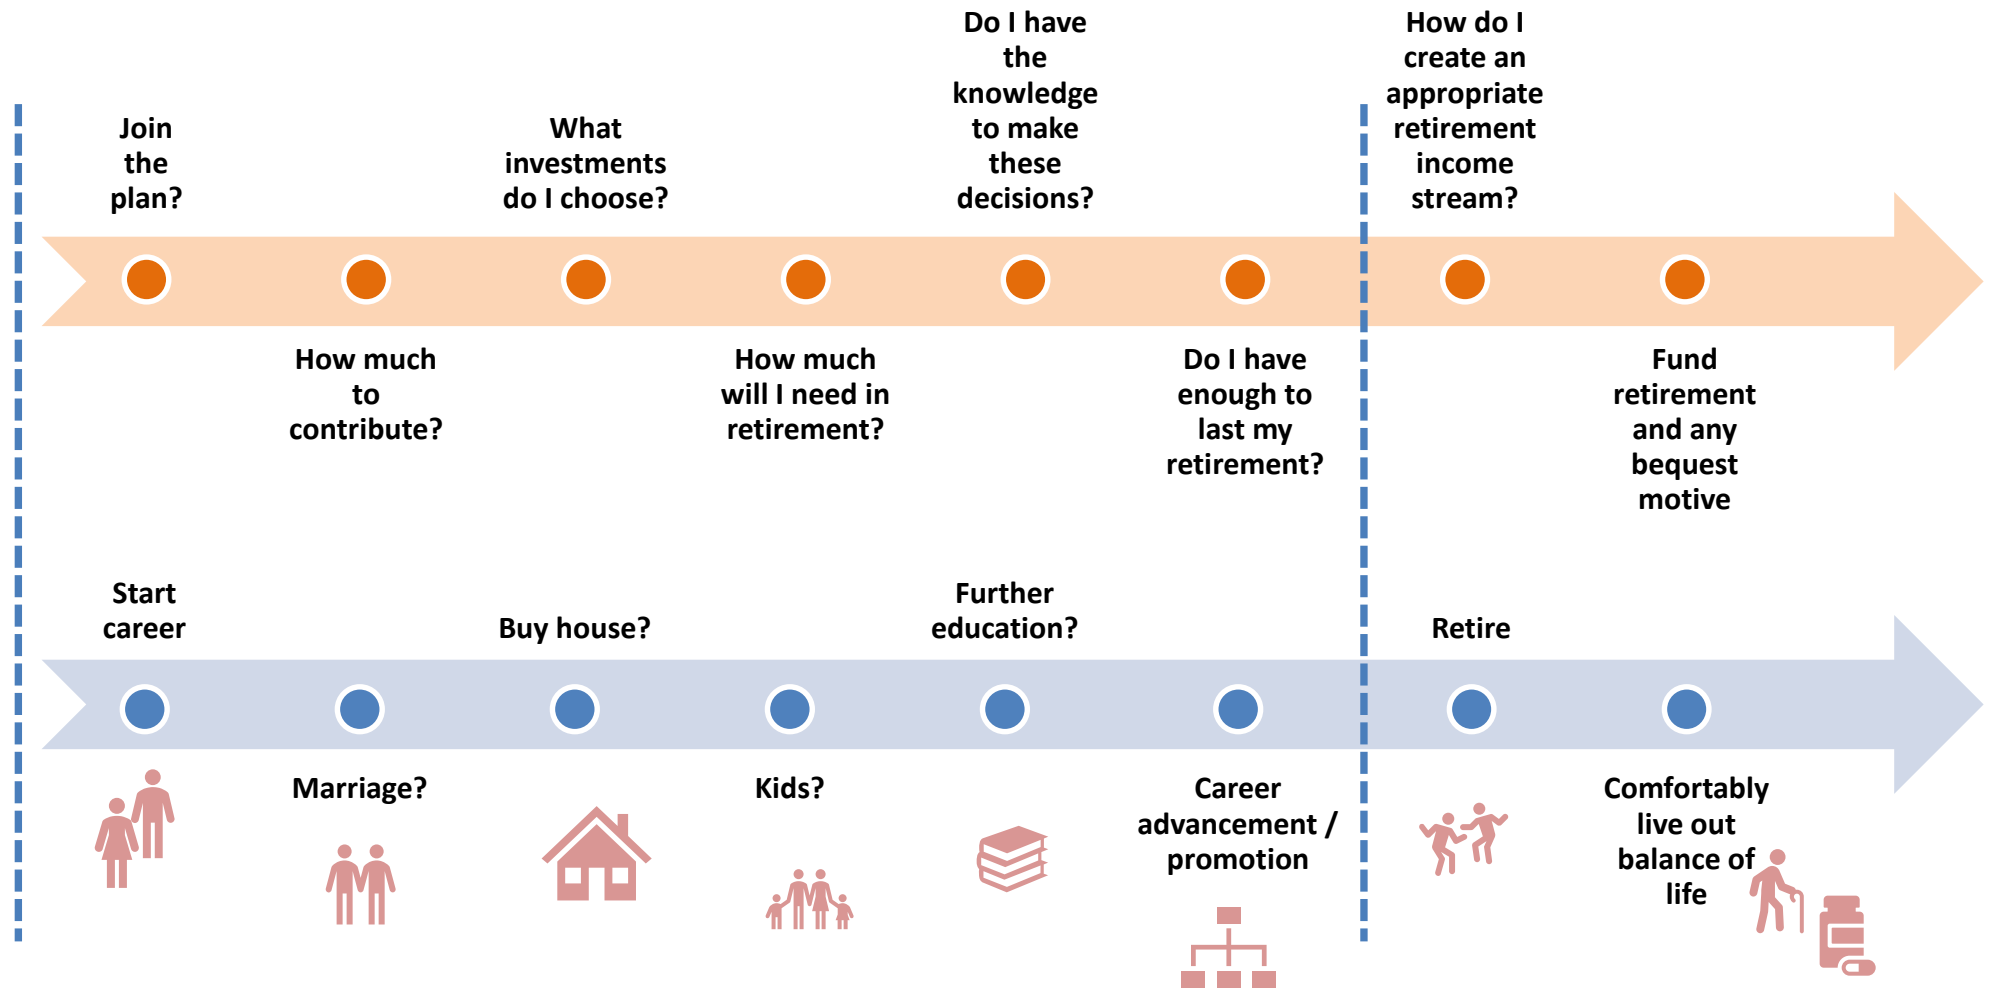 Join
the
plan?
How much
to
contribute?
What
investments
do I choose?
How much
will I need in
retirement?
Do I have
the
knowledge
to make
these
decisions?
Do I have
enough to
last my
retirement?
How do I
create an
appropriate
retirement
income
stream?
Fund
retirement
and any
bequest
motive
Start
career
Marriage?
Buy house?
Kids?
Further
education?
Career
advancement /
promotion
Retire
Comfortably
live out
balance of
life